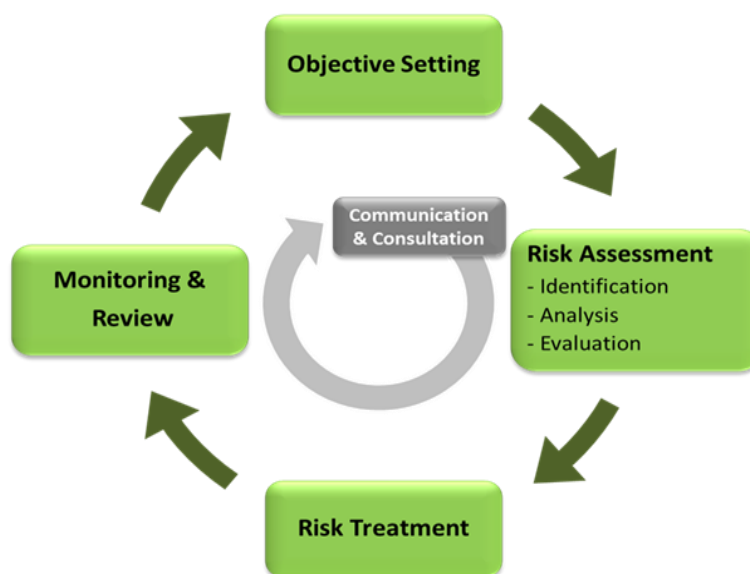 Objective Setting
Communication
& Consultation
Risk Assessment
- Identification
- Analysis
- Evaluation
Monitoring &
Review
Risk Treatment